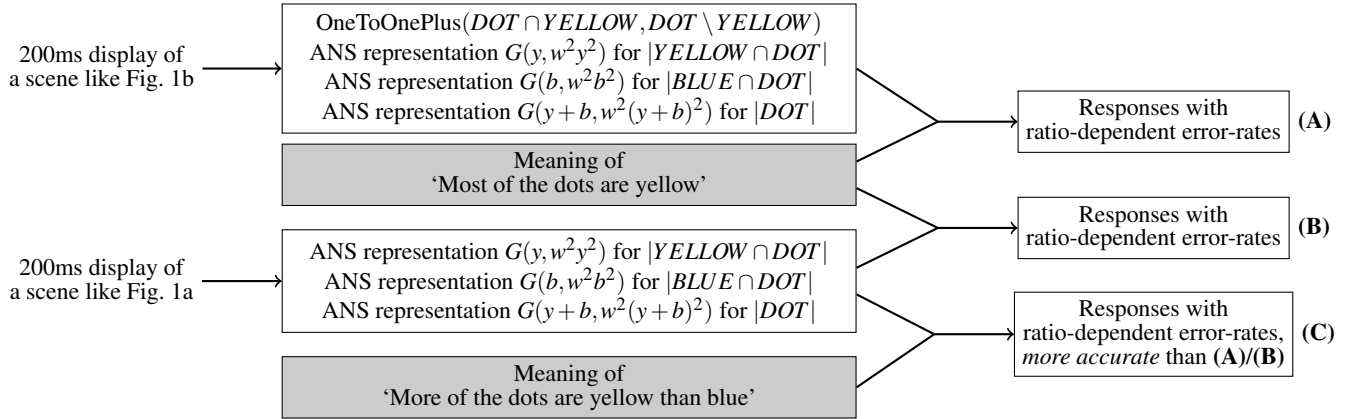 200ms display of
a scene like Fig. 1b
OneToOnePlus(DOT ∩ YELLOW, DOT \ YELLOW)
ANS representation G(y, w²y²) for |YELLOW ∩ DOT|
ANS representation G(b, w²b²) for |BLUE ∩ DOT|
ANS representation G(y + b, w²(y + b)²) for |DOT|
Meaning of
‘Most of the dots are yellow’
Responses with
ratio-dependent error-rates
(A)
Responses with
ratio-dependent error-rates
(B)
200ms display of
a scene like Fig. 1a
ANS representation G(y, w²y²) for |YELLOW ∩ DOT|
ANS representation G(b, w²b²) for |BLUE ∩ DOT|
ANS representation G(y + b, w²(y + b)²) for |DOT|
Meaning of
‘More of the dots are yellow than blue’
Responses with
ratio-dependent error-rates,
more accurate than (A)/(B)
(C)